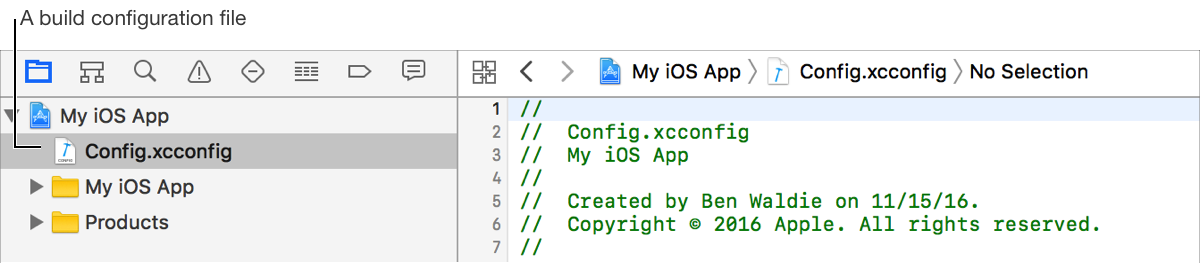 A build configuration file
My iOS App 〉 Config.xcconfig 〉 No Selection
My iOS App
Config.xcconfig
My iOS App
Products
1 //
2 //  Config.xcconfig
3 //  My iOS App
4 //
5 //  Created by Ben Waldie on 11/15/16.
6 //  Copyright © 2016 Apple. All rights reserved.
7 //